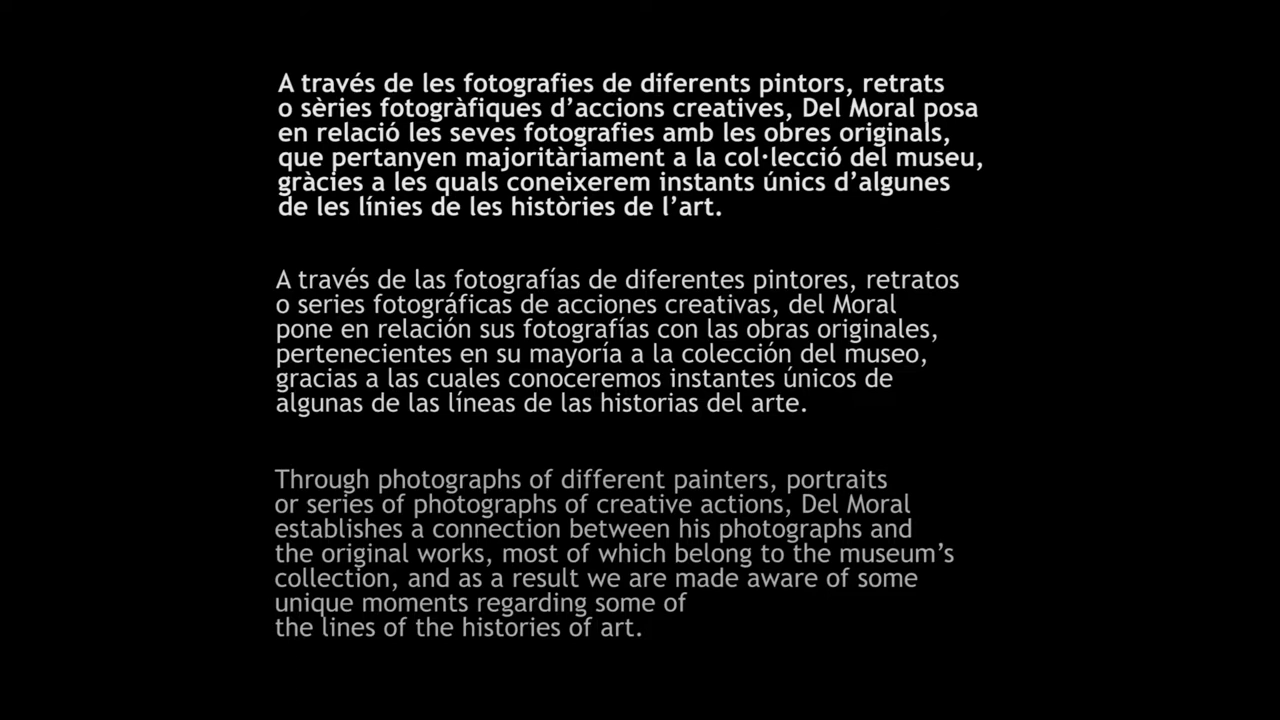 A través de les fotografies de diferents pintors, retrats
o sèries fotogràfiques d’accions creatives, Del Moral posa
en relació les seves fotografies amb les obres originals,
que pertanyen majoritàriament a la col·lecció del museu,
gràcies a les quals coneixerem instants únics d’algunes
de les línies de les històries de l’art.
A través de las fotografías de diferentes pintores, retratos
o series fotográficas de acciones creativas, del Moral
pone en relación sus fotografías con las obras originales,
pertenecientes en su mayoría a la colección del museo,
gracias a las cuales conoceremos instantes únicos de
algunas de las líneas de las historias del arte.
Through photographs of different painters, portraits
or series of photographs of creative actions, Del Moral
establishes a connection between his photographs and
the original works, most of which belong to the museum’s
collection, and as a result we are made aware of some
unique moments regarding some of
the lines of the histories of art.